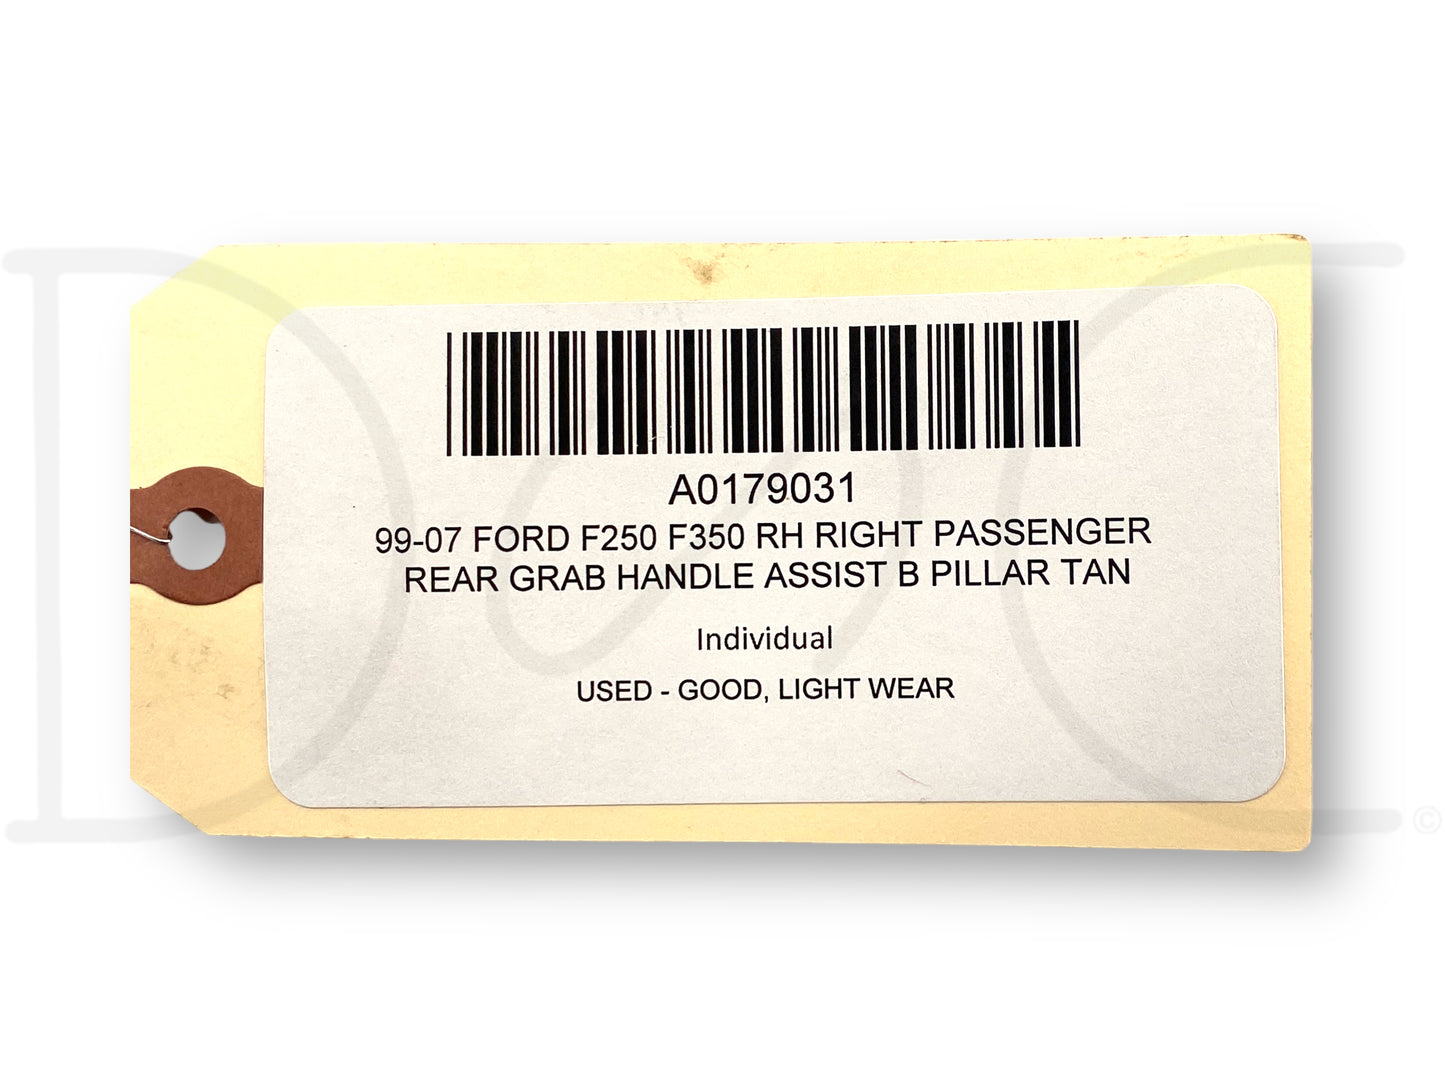 A0179031
99-07 FORD F250 F350 RH RIGHT PASSENGER
REAR GRAB HANDLE ASSIST B PILLAR TAN
Individual
USED - GOOD, LIGHT WEAR
©